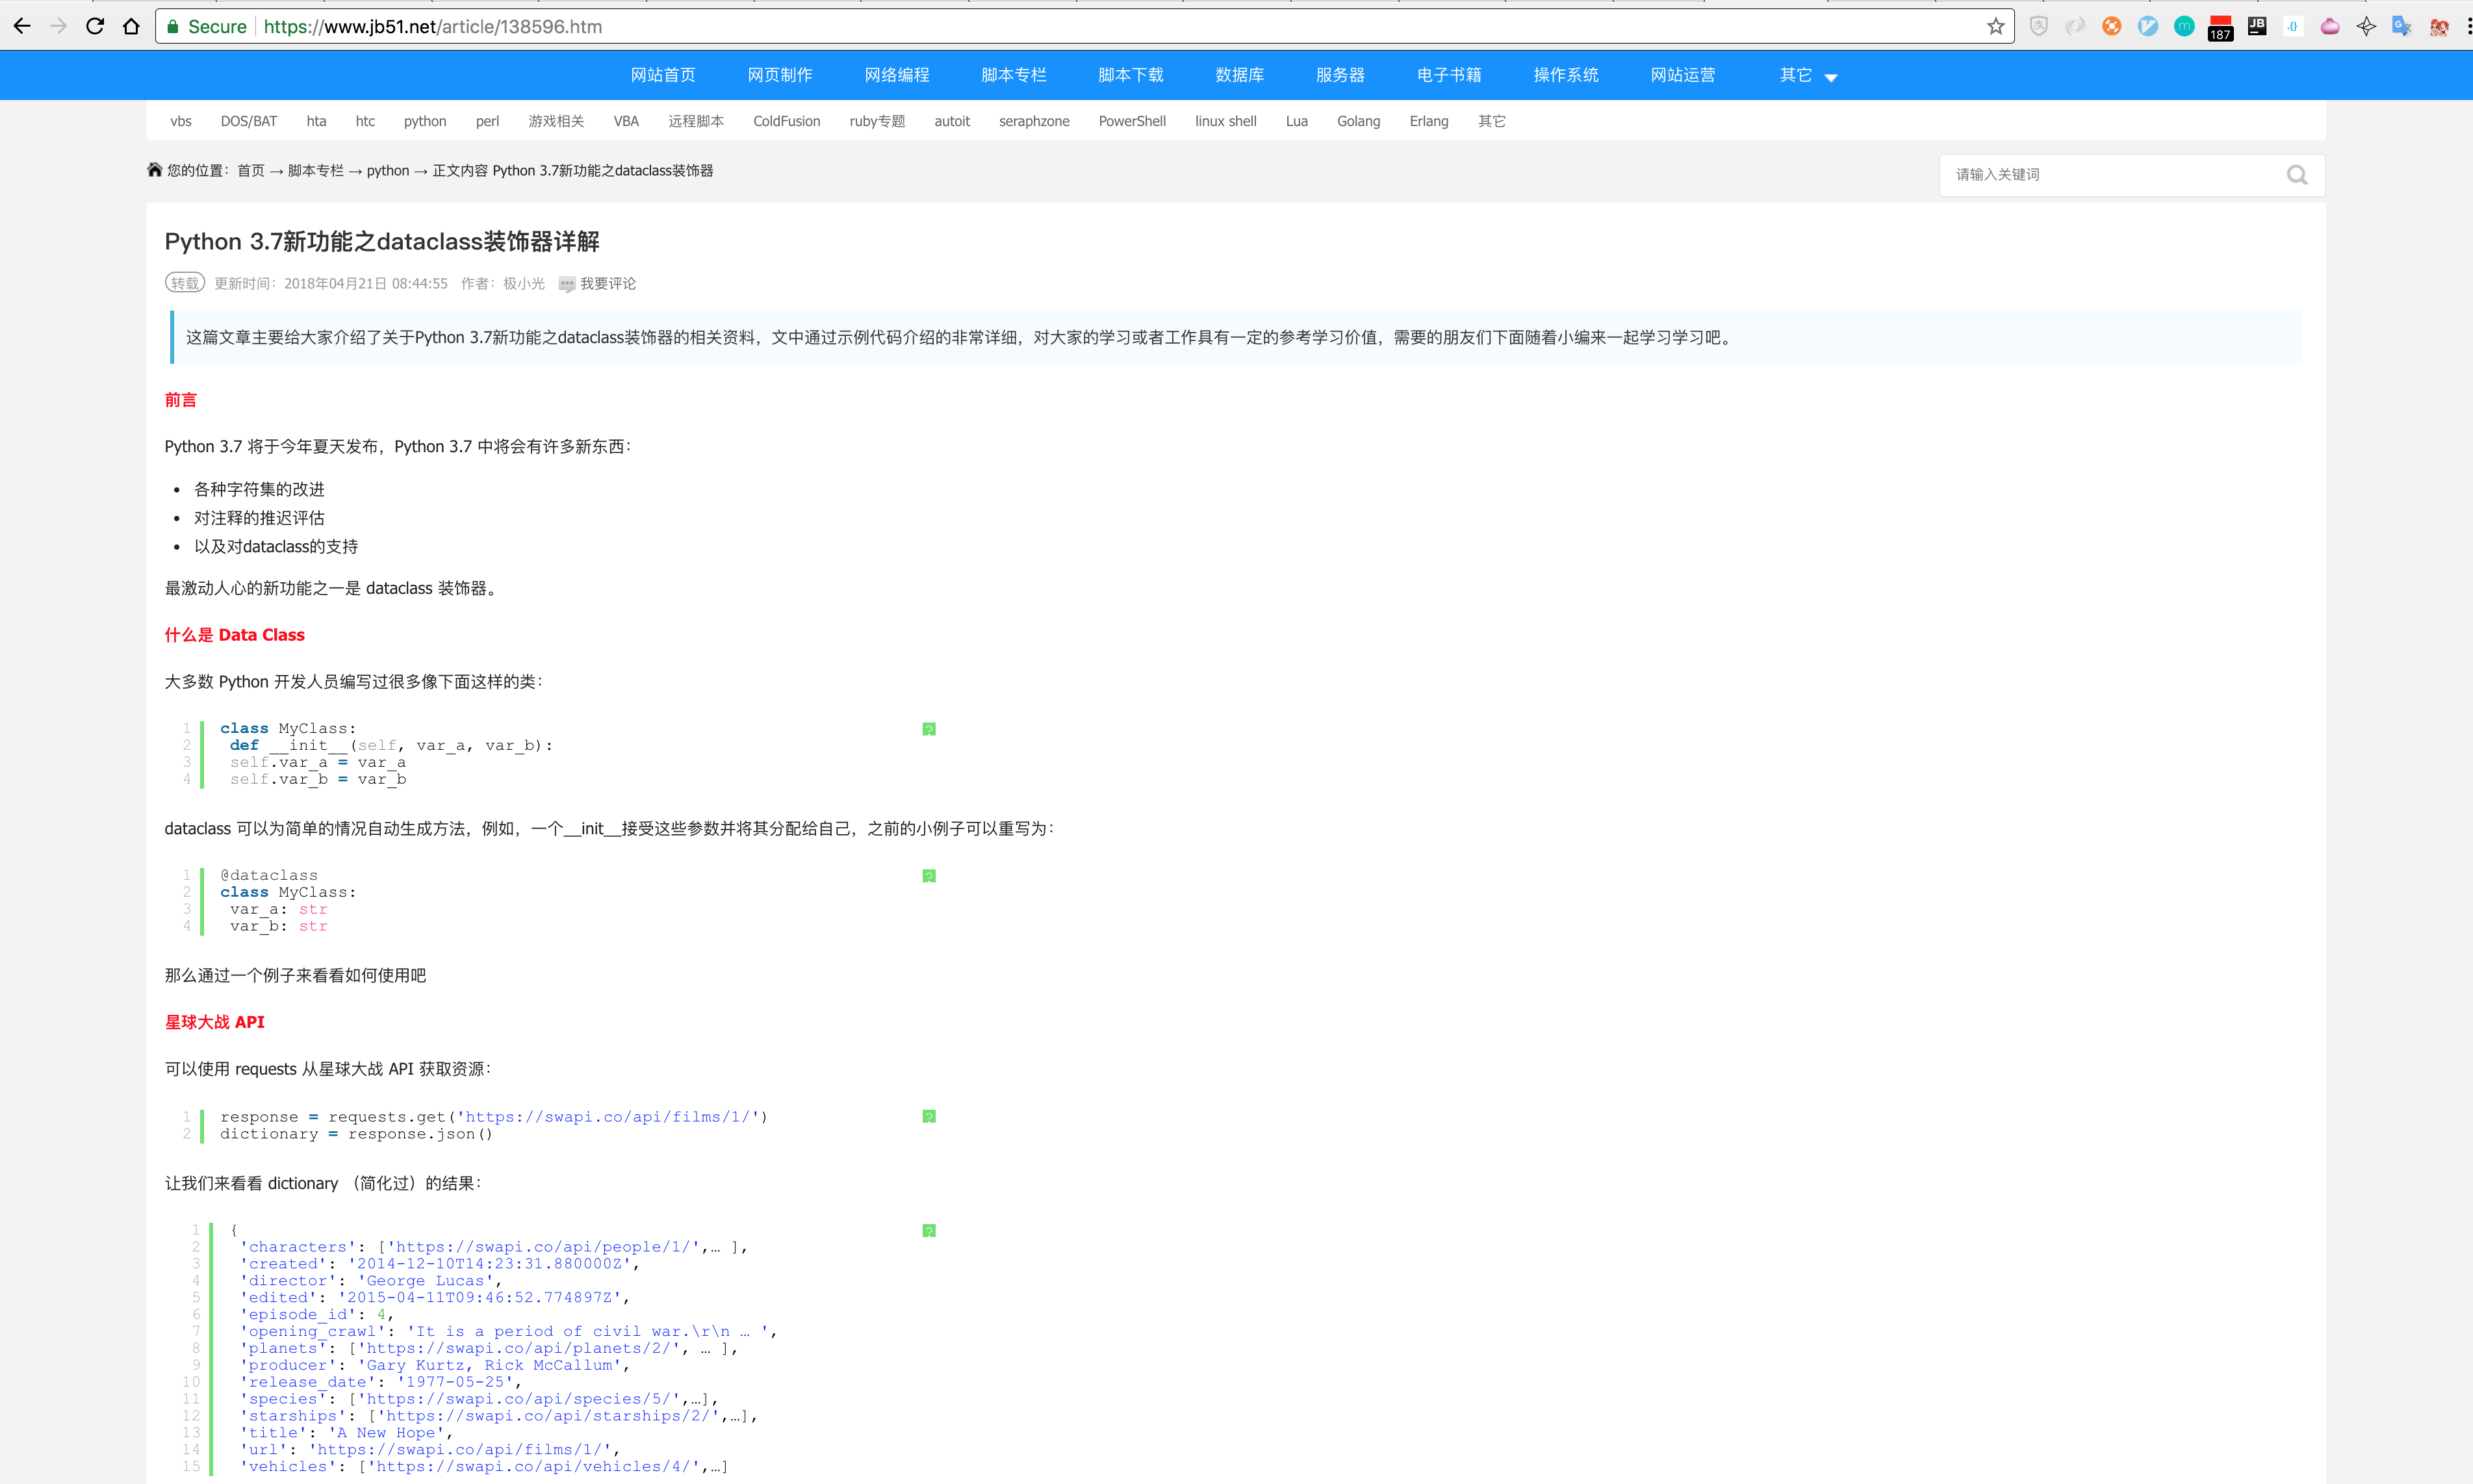 Secure https://www.jb51.net/article/138596.htm
187 JB
网站首页 网页制作 网络编程 脚本专栏 脚本下载 数据库 服务器 电子书籍 操作系统 网站运营 其它
vbs DOS/BAT hta htc python perl 游戏相关 VBA 远程脚本 ColdFusion ruby专题 autoit seraphzone PowerShell linux shell Lua Golang Erlang 其它
您的位置：首页 → 脚本专栏 → python → 正文内容 Python 3.7新功能之dataclass装饰器
请输入关键词
Python 3.7新功能之dataclass装饰器详解
转载 更新时间：2018年04月21日 08:44:55 作者：极小光 我要评论
这篇文章主要给大家介绍了关于Python 3.7新功能之dataclass装饰器的相关资料，文中通过示例代码介绍的非常详细，对大家的学习或者工作具有一定的参考学习价值，需要的朋友们下面随着小编来一起学习学习吧。
前言
Python 3.7 将于今年夏天发布，Python 3.7 中将会有许多新东西：
• 各种字符集的改进
• 对注释的推迟评估
• 以及对dataclass的支持
最激动人心的新功能之一是 dataclass 装饰器。
什么是 Data Class
大多数 Python 开发人员编写过很多像下面这样的类：
1 class MyClass: ?
2 def __init__(self, var_a, var_b):
3 self.var_a = var_a
4 self.var_b = var_b
dataclass 可以为简单的情况自动生成方法，例如，一个__init__接受这些参数并将其分配给自己，之前的小例子可以重写为：
1 @dataclass ?
2 class MyClass:
3 var_a: str
4 var_b: str
那么通过一个例子来看看如何使用吧
星球大战 API
可以使用 requests 从星球大战 API 获取资源：
1 response = requests.get('https://swapi.co/api/films/1/') ?
2 dictionary = response.json()
让我们来看看 dictionary （简化过）的结果：
1 { ?
2 'characters': ['https://swapi.co/api/people/1/',… ],
3 'created': '2014-12-10T14:23:31.880000Z',
4 'director': 'George Lucas',
5 'edited': '2015-04-11T09:46:52.774897Z',
6 'episode_id': 4,
7 'opening_crawl': 'It is a period of civil war.\r\n … ',
8 'planets': ['https://swapi.co/api/planets/2/', … ],
9 'producer': 'Gary Kurtz, Rick McCallum',
10 'release_date': '1977-05-25',
11 'species': ['https://swapi.co/api/species/5/',…],
12 'starships': ['https://swapi.co/api/starships/2/',…],
13 'title': 'A New Hope',
14 'url': 'https://swapi.co/api/films/1/',
15 'vehicles': ['https://swapi.co/api/vehicles/4/',…]